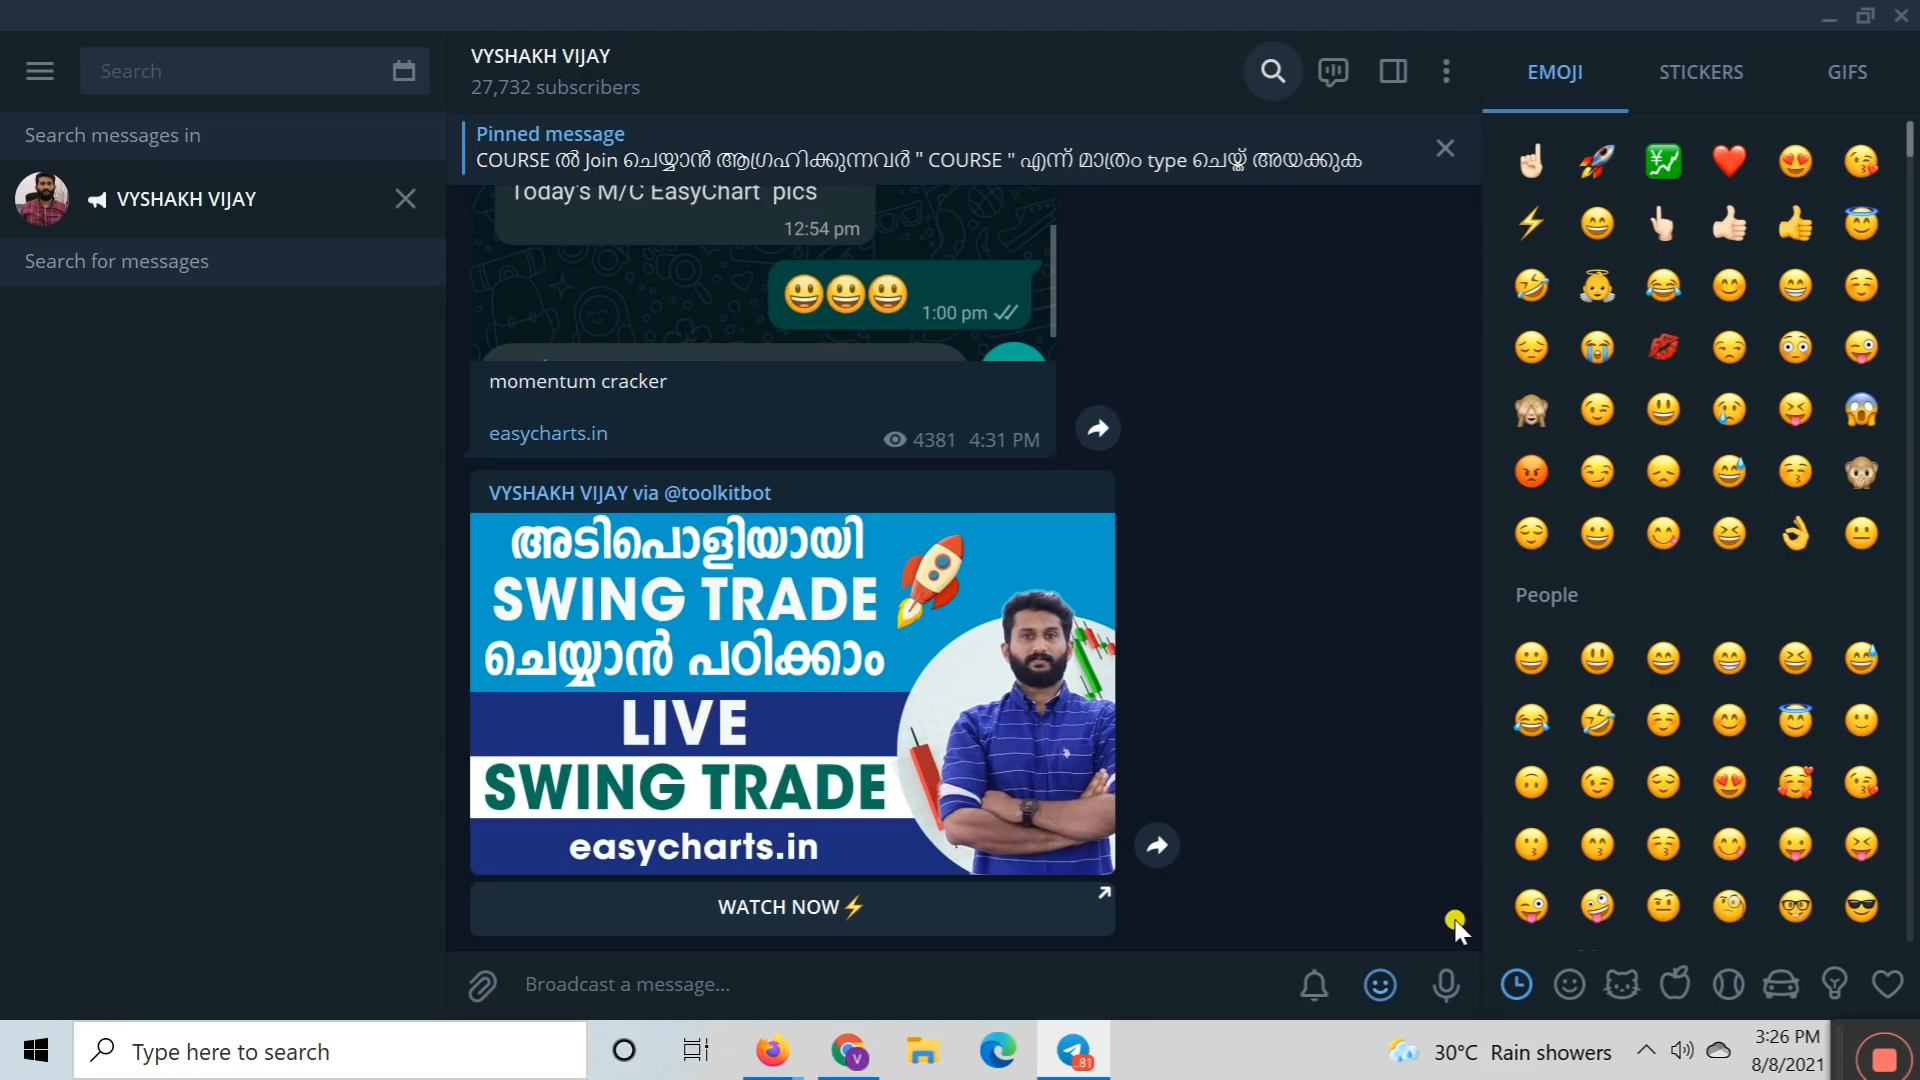 Search
VYSHAKH VIJAY
27,732 subscribers
EMOJI
STICKERS
GIFS
Search messages in
Pinned message
COURSE ൽ Join ചെയ്യാൻ ആഗ്രഹിക്കുന്നവർ " COURSE " എന്ന് മാത്രം type ചെയ്ത് അയക്കുക
VYSHAKH VIJAY
Search for messages
Today's M/C EasyChart pics
12:54 pm
1:00 pm
momentum cracker
easycharts.in
4381 4:31 PM
VYSHAKH VIJAY via @toolkitbot
അടിപൊളിയായി
SWING TRADE
ചെയ്യാൻ പഠിക്കാം
LIVE
SWING TRADE
easycharts.in
WATCH NOW⚡
People
Broadcast a message...
Type here to search
V
..81
30°C Rain showers
3:26 PM
8/8/2021